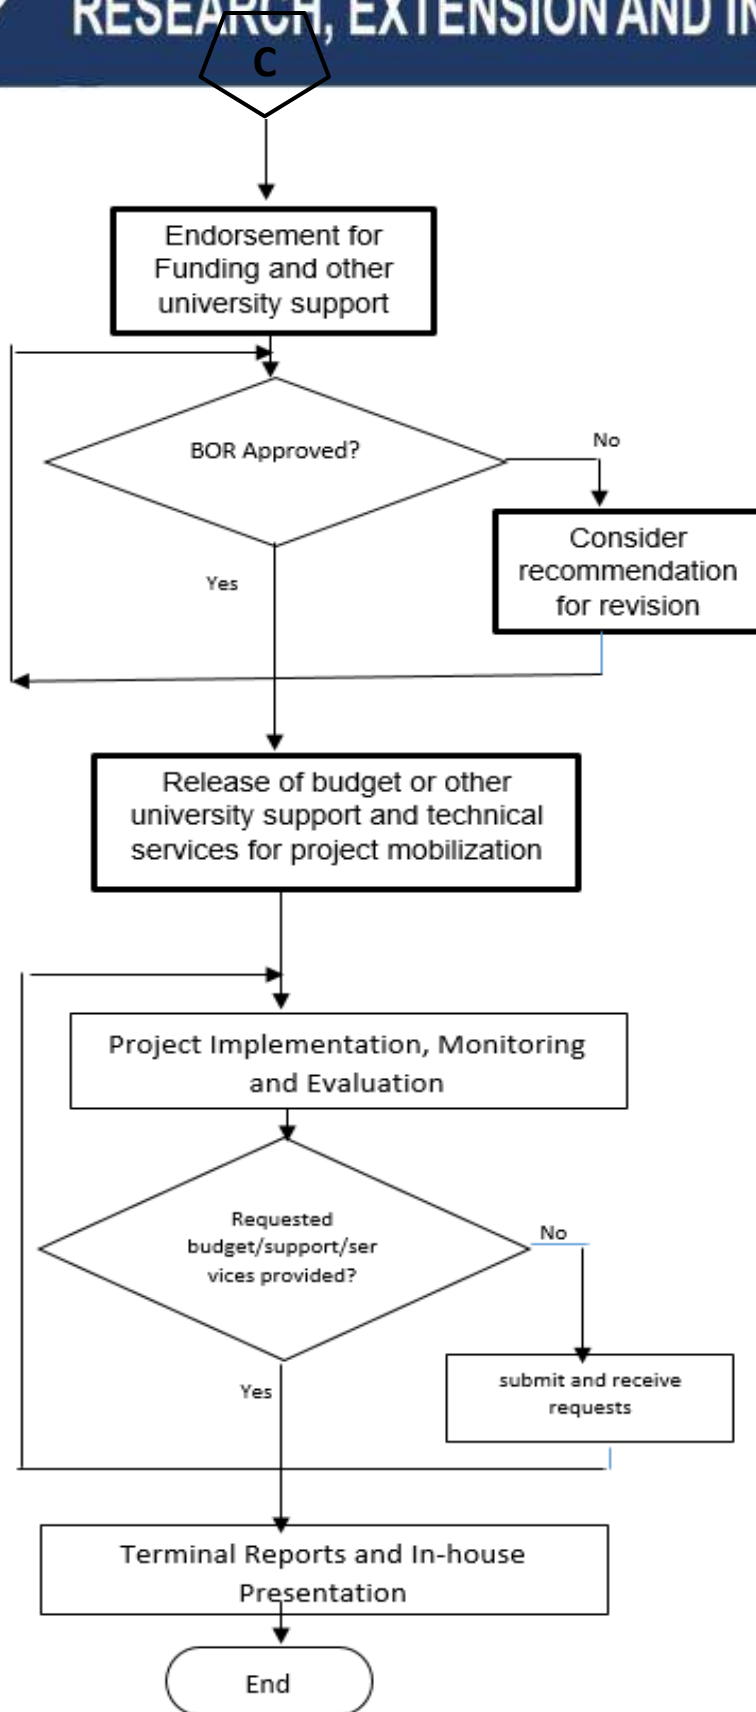 RESEARCH, EXTENSION AND IN
C
Endorsement for
Funding and other
university support
BOR Approved?
No
Consider
recommendation
for revision
Yes
Release of budget or other
university support and technical
services for project mobilization
Project Implementation, Monitoring
and Evaluation
Requested
budget/support/ser
vices provided?
No
submit and receive
requests
Yes
Terminal Reports and In-house
Presentation
End